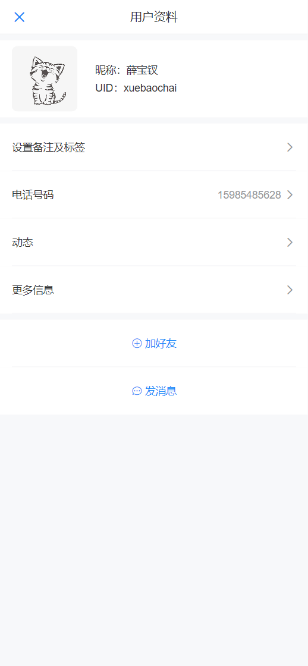 用户资料
昵称：薛宝钗
UID：xuebaochai
设置备注及标签
电话号码 15985485628
动态
更多信息
加好友
发消息